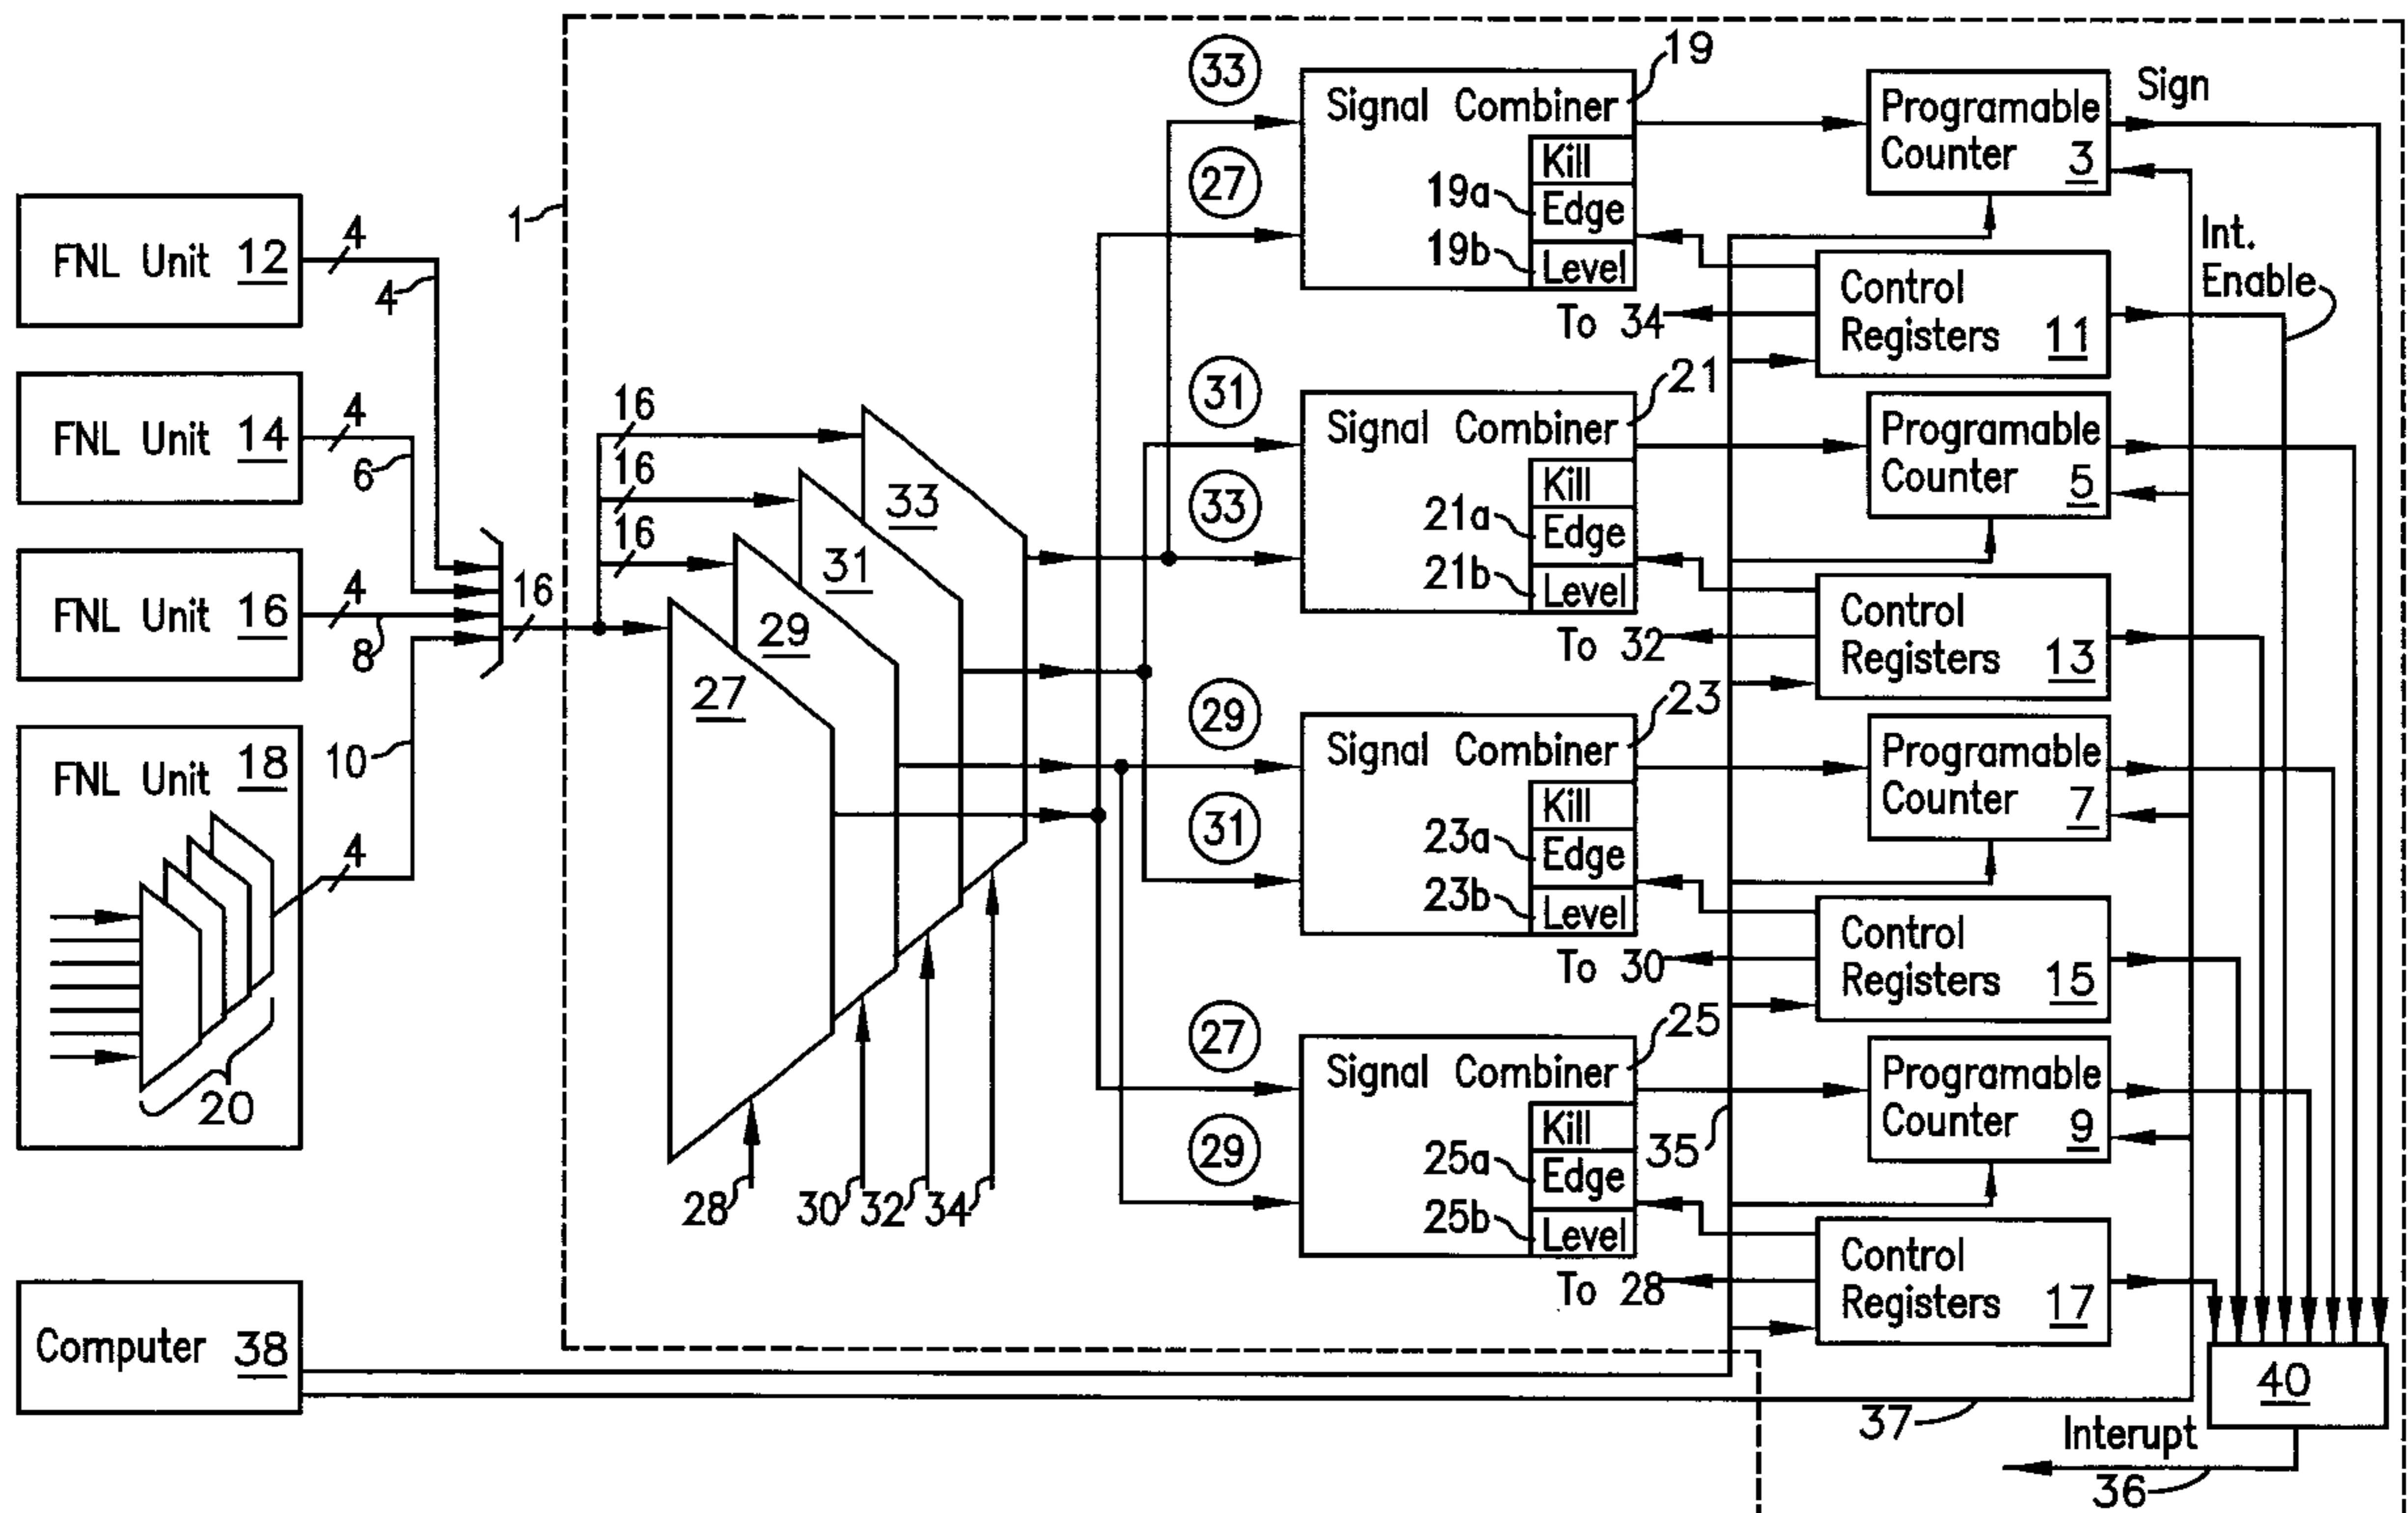 FNL Unit 12
4
4
FNL Unit 14
4
6
FNL Unit 16
4
8
16
FNL Unit 18
10
4
20
Computer 38
1
16
16
16
33
31
29
27
28
30
32
34
33
27
Signal Combiner
19
Kill
19a
Edge
19b
Level
To 34
Programable
Counter 3
Sign
Int.
Enable
Control
Registers 11
31
33
Signal Combiner
21
Kill
21a
Edge
21b
Level
To 32
Programable
Counter 5
Control
Registers 13
29
31
Signal Combiner
23
Kill
23a
Edge
23b
Level
To 30
Programable
Counter 7
Control
Registers 15
27
29
Signal Combiner
25
Kill
25a
Edge
25b
Level
To 28
35
Programable
Counter 9
Control
Registers 17
40
37
Interupt
36